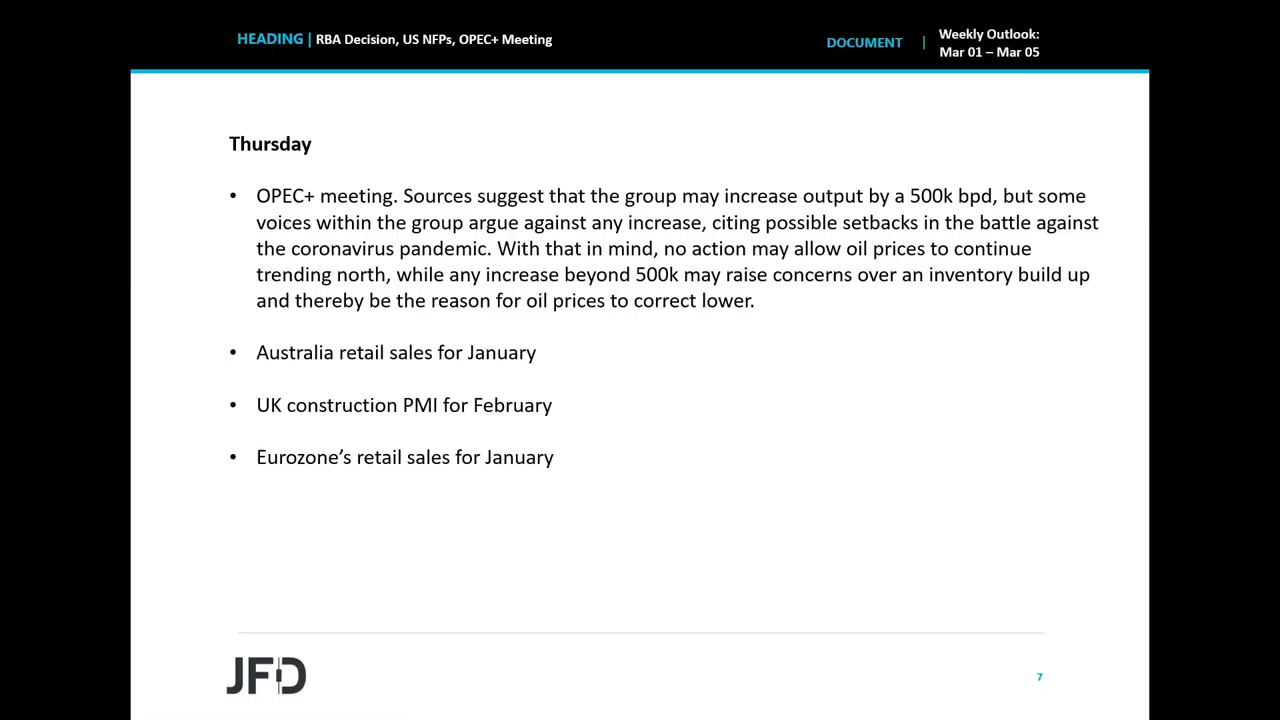 HEADING | RBA Decision, US NFPs, OPEC+ Meeting
DOCUMENT | Weekly Outlook:
Mar 01 – Mar 05
Thursday
• OPEC+ meeting. Sources suggest that the group may increase output by a 500k bpd, but some
voices within the group argue against any increase, citing possible setbacks in the battle against
the coronavirus pandemic. With that in mind, no action may allow oil prices to continue
trending north, while any increase beyond 500k may raise concerns over an inventory build up
and thereby be the reason for oil prices to correct lower.
• Australia retail sales for January
• UK construction PMI for February
• Eurozone’s retail sales for January
JFD
7